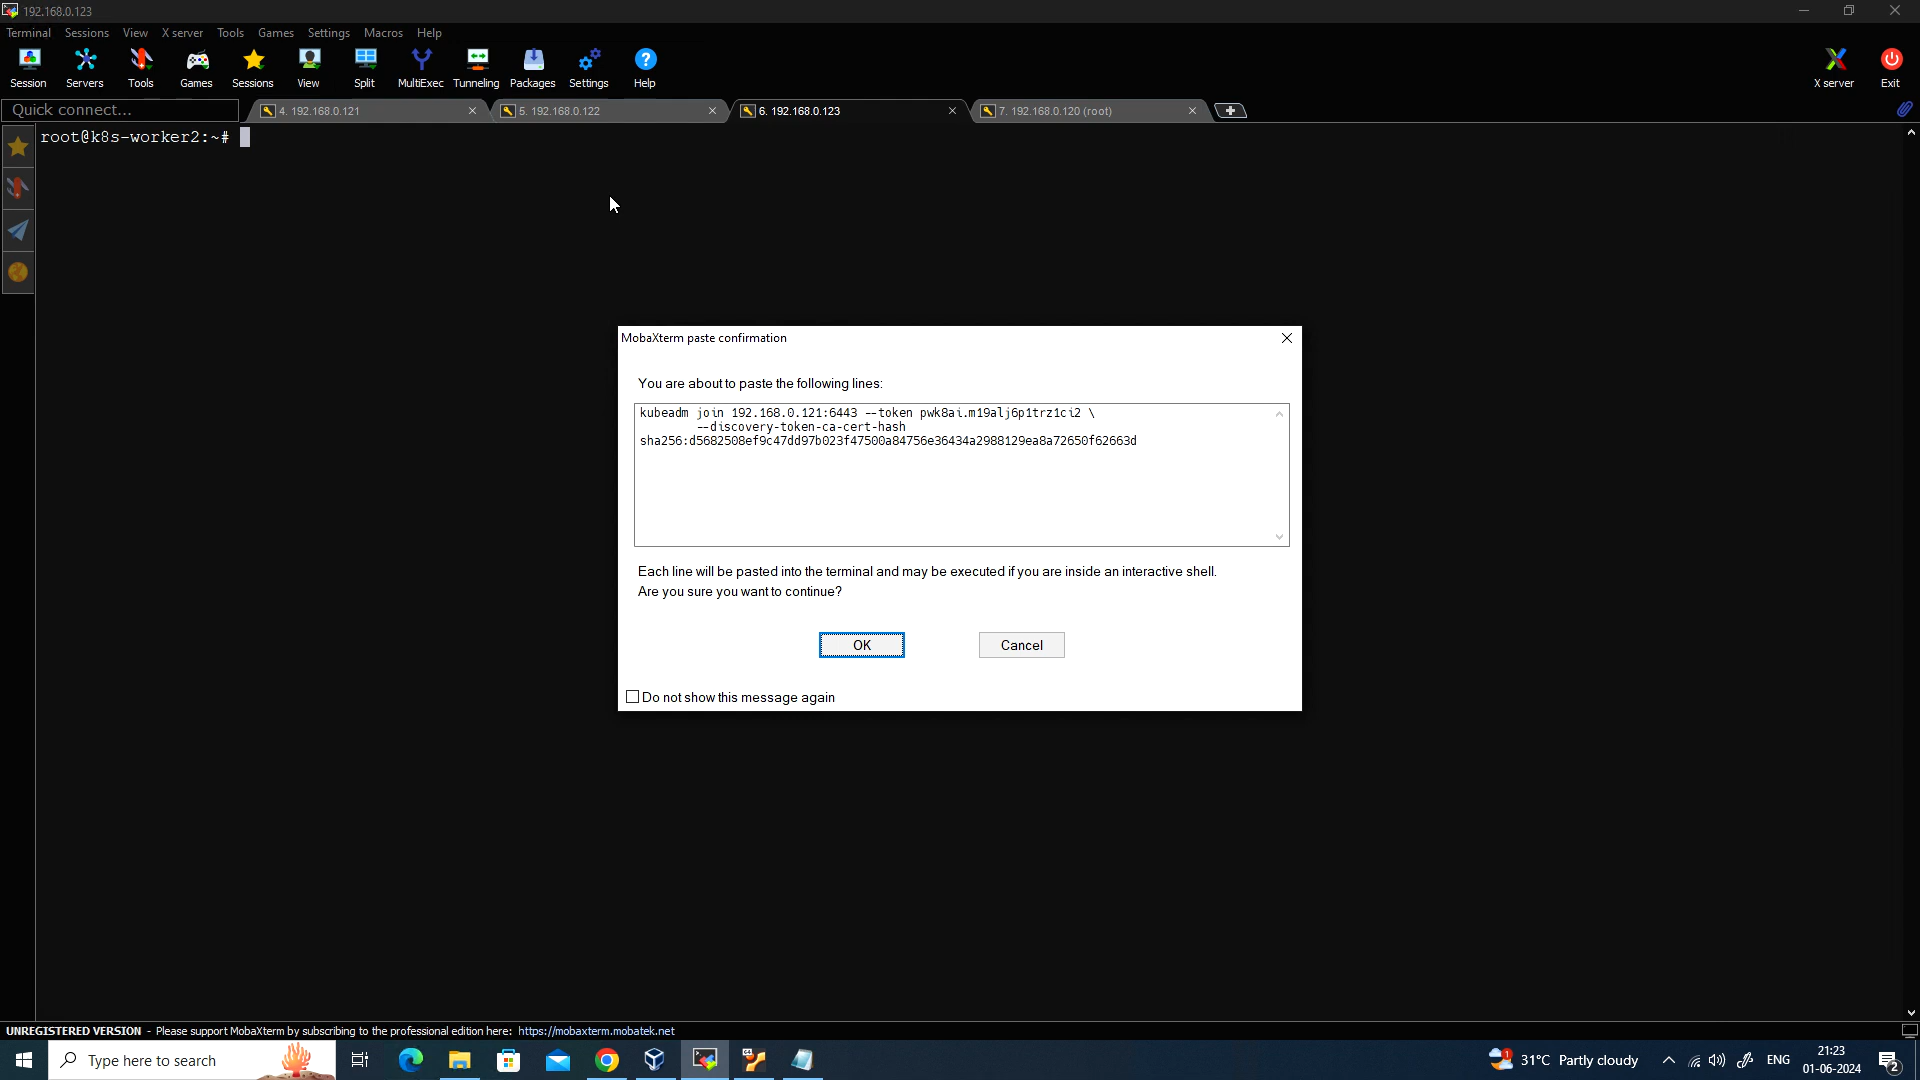 192.168.0.123
Terminal Sessions View X server Tools Games Settings Macros Help
Session Servers Tools Games Sessions View Split MultiExec Tunneling Packages Settings Help X server Exit
Quick connect... 4. 192.168.0.121 5. 192.168.0.122 6. 192.168.0.123 7. 192.168.0.120 (root)
root@k8s-worker2:~#
MobaXterm paste confirmation
You are about to paste the following lines:
kubeadm join 192.168.0.121:6443 --token pwk8ai.m19alj6p1trz1ci2 \
--discovery-token-ca-cert-hash
sha256:d5682508ef9c47dd97b023f47500a84756e36434a2988129ea8a72650f62663d
Each line will be pasted into the terminal and may be executed if you are inside an interactive shell.
Are you sure you want to continue?
OK Cancel
Do not show this message again
UNREGISTERED VERSION - Please support MobaXterm by subscribing to the professional edition here: https://mobaxterm.mobatek.net
Type here to search 1 31°C Partly cloudy ENG 21:23
01-06-2024 2